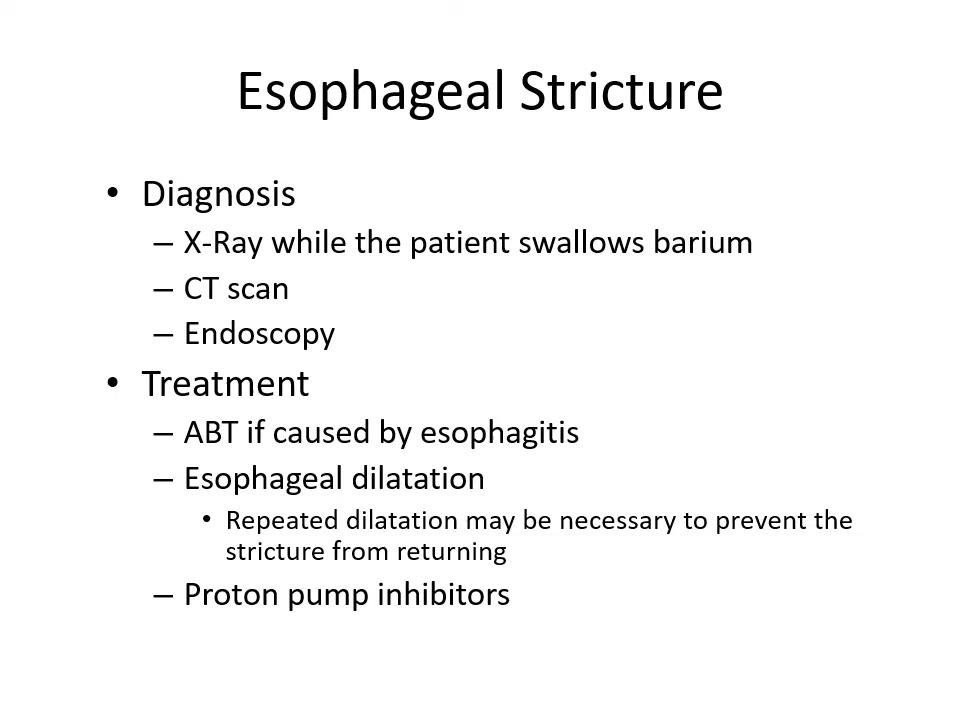 Esophageal Stricture
• Diagnosis
– X-Ray while the patient swallows barium
– CT scan
– Endoscopy
• Treatment
– ABT if caused by esophagitis
– Esophageal dilatation
• Repeated dilatation may be necessary to prevent the
stricture from returning
– Proton pump inhibitors